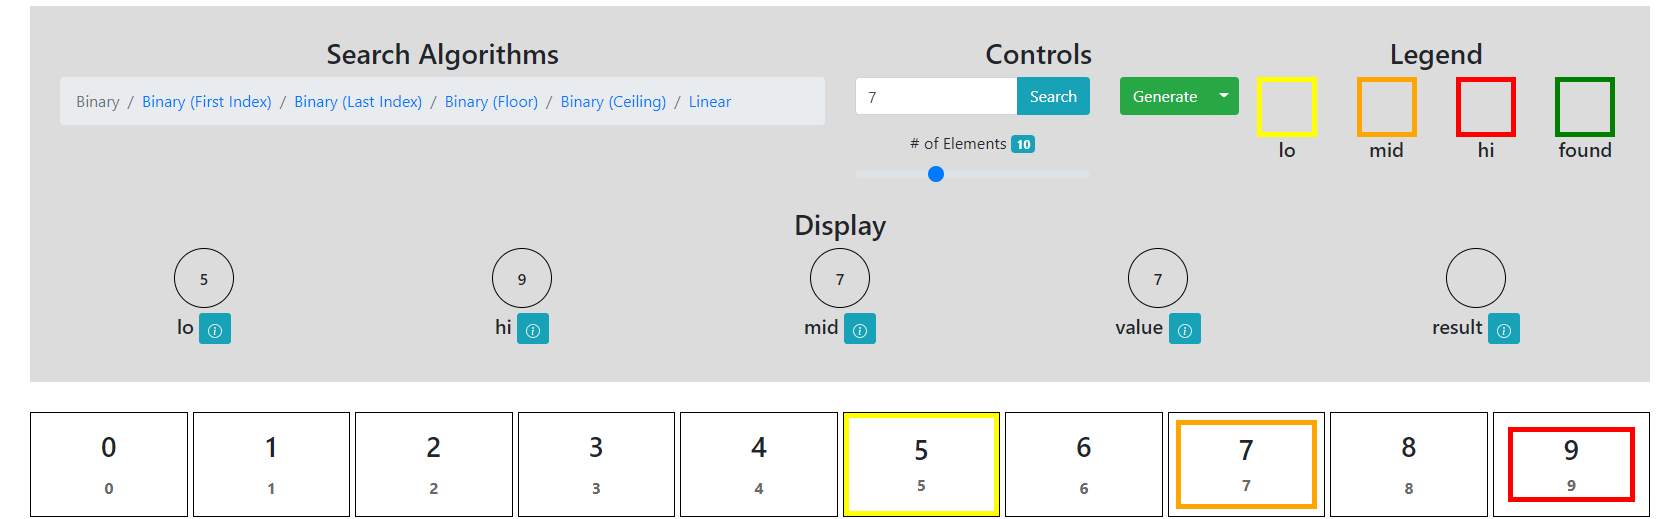 Search Algorithms
Binary / Binary (First Index) / Binary (Last Index) / Binary (Floor) / Binary (Ceiling) / Linear
Controls
7 Search Generate
# of Elements 10
Legend
lo mid hi found
Display
5 9 7 7
lo hi mid value result
0 1 2 3 4 5 6 7 8 9
0 1 2 3 4 5 6 7 8 9